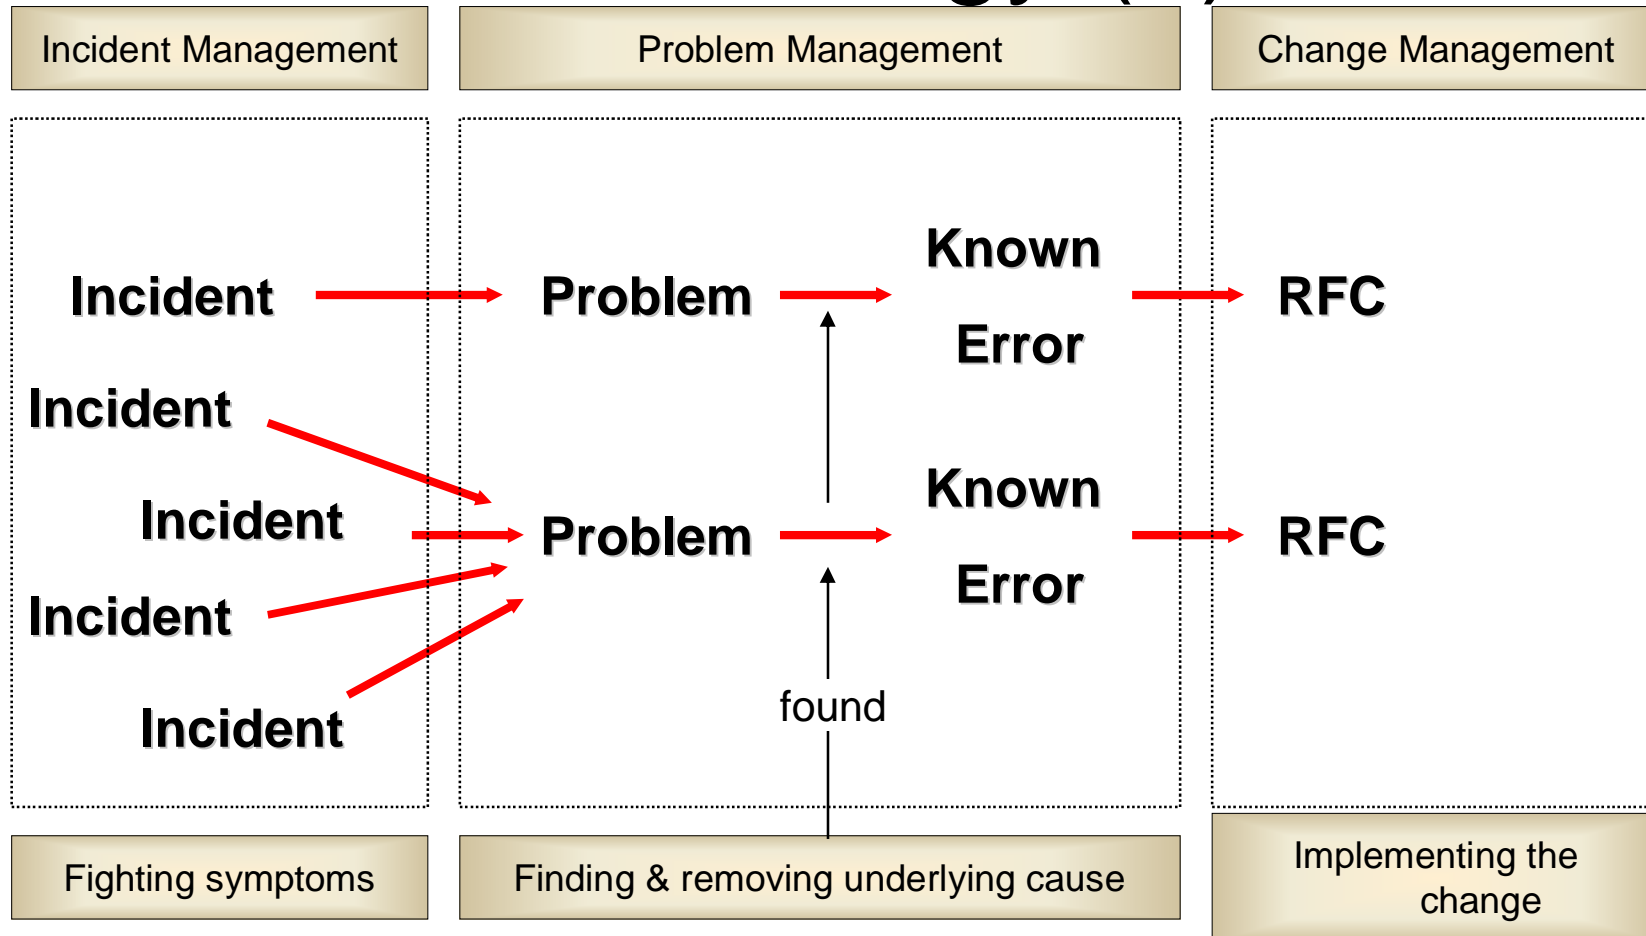 Incident Management
Problem Management
Change Management
Incident
Problem
Known
Error
RFC
Incident
Incident
Problem
Known
Error
RFC
Incident
Incident
found
Fighting symptoms
Finding & removing underlying cause
Implementing the
change